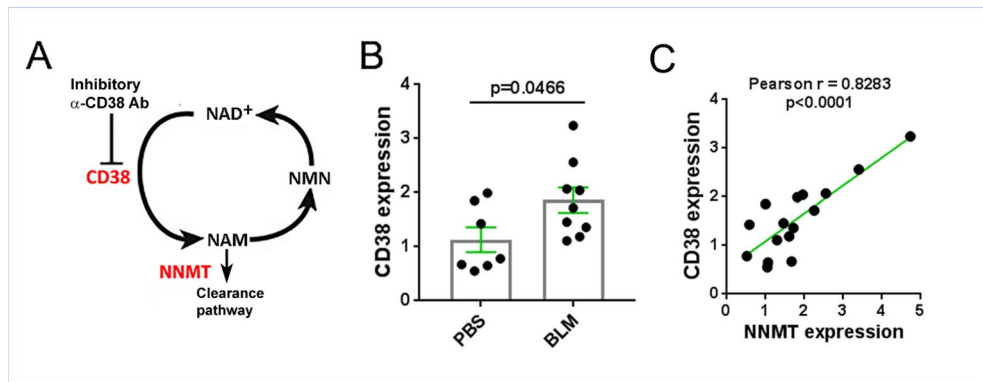 A
Inhibitory
α-CD38 Ab
NAD+
CD38
NMN
NAM
NNMT
Clearance
pathway
B
p=0.0466
CD38 expression
4
3
2
1
0
PBS
BLM
C
Pearson r = 0.8283
p<0.0001
CD38 expression
4
3
2
1
0
0 1 2 3 4 5
NNMT expression